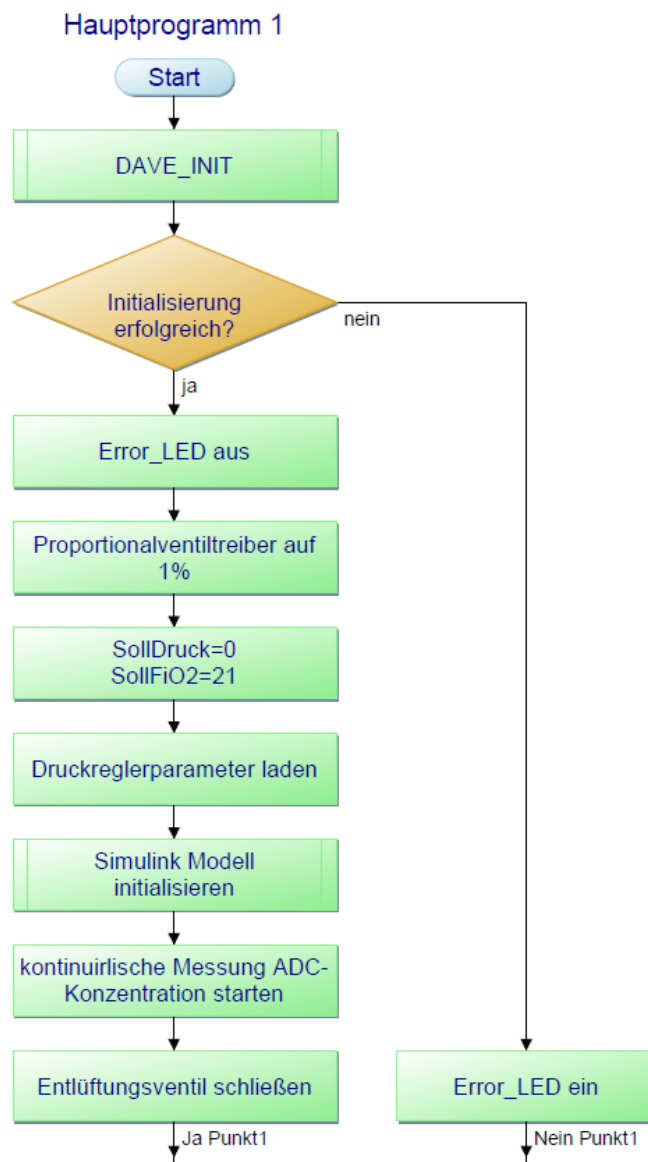 Hauptprogramm 1
Start
DAVE_INIT
Initialisierung
erfolgreich?
nein
ja
Error_LED aus
Proportionalventiltreiber auf
1%
SollDruck=0
SollFiO2=21
Druckreglerparameter laden
Simulink Modell
initialisieren
kontinuirlische Messung ADC-
Konzentration starten
Entlüftungsventil schließen
Error_LED ein
Ja Punkt1
Nein Punkt1